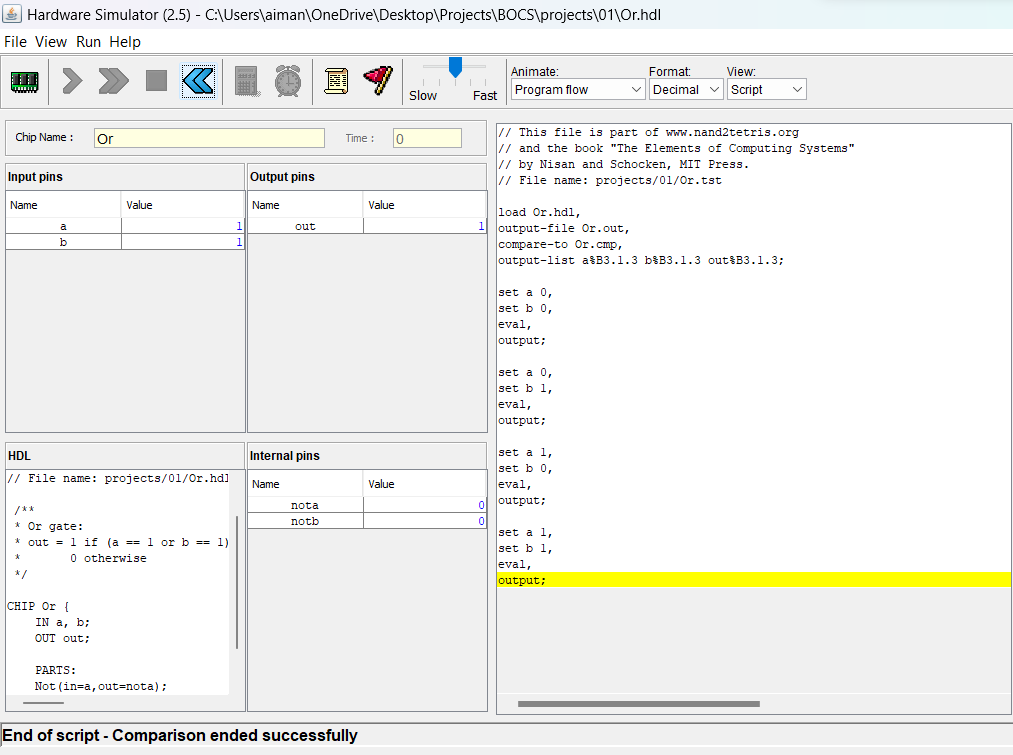 Hardware Simulator (2.5) - C:\Users\aiman\OneDrive\Desktop\Projects\BOCS\projects\01\Or.hdl
File View Run Help
Slow Fast
Animate: Format: View:
Program flow Decimal Script
Chip Name : Or Time : 0
Input pins
Name Value
a 1
b 1
Output pins
Name Value
out 1
HDL
// File name: projects/01/Or.hdl
/**
* Or gate:
* out = 1 if (a == 1 or b == 1)
* 0 otherwise
*/
CHIP Or {
IN a, b;
OUT out;
PARTS:
Not(in=a,out=nota);
Internal pins
Name Value
nota 0
notb 0
// This file is part of www.nand2tetris.org
// and the book "The Elements of Computing Systems"
// by Nisan and Schocken, MIT Press.
// File name: projects/01/Or.tst
load Or.hdl,
output-file Or.out,
compare-to Or.cmp,
output-list a%B3.1.3 b%B3.1.3 out%B3.1.3;
set a 0,
set b 0,
eval,
output;
set a 0,
set b 1,
eval,
output;
set a 1,
set b 0,
eval,
output;
set a 1,
set b 1,
eval,
output;
End of script - Comparison ended successfully